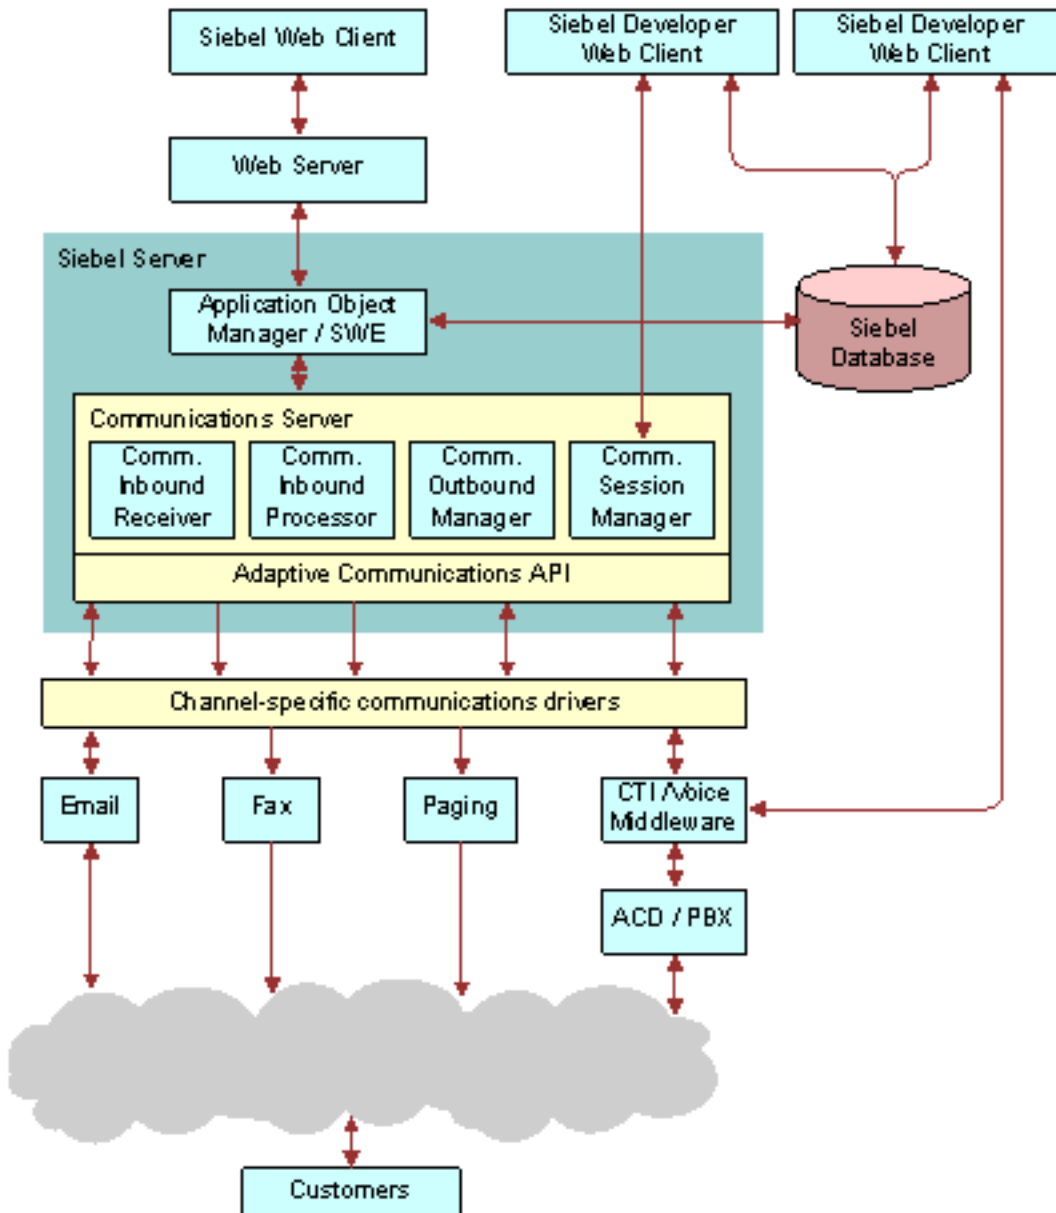 Siebel Web Client
Siebel Developer
Web Client
Siebel Developer
Web Client
Web Server
Siebel Server
Application Object
Manager / SWE
Siebel
Database
Communications Server
Comm.
Inbound
Receiver
Comm.
Inbound
Processor
Comm.
Outbound
Manager
Comm.
Session
Manager
Adaptive Communications API
Channel-specific communications drivers
Email
Fax
Paging
CTI /Voice
Middleware
ACD / PBX
Customers